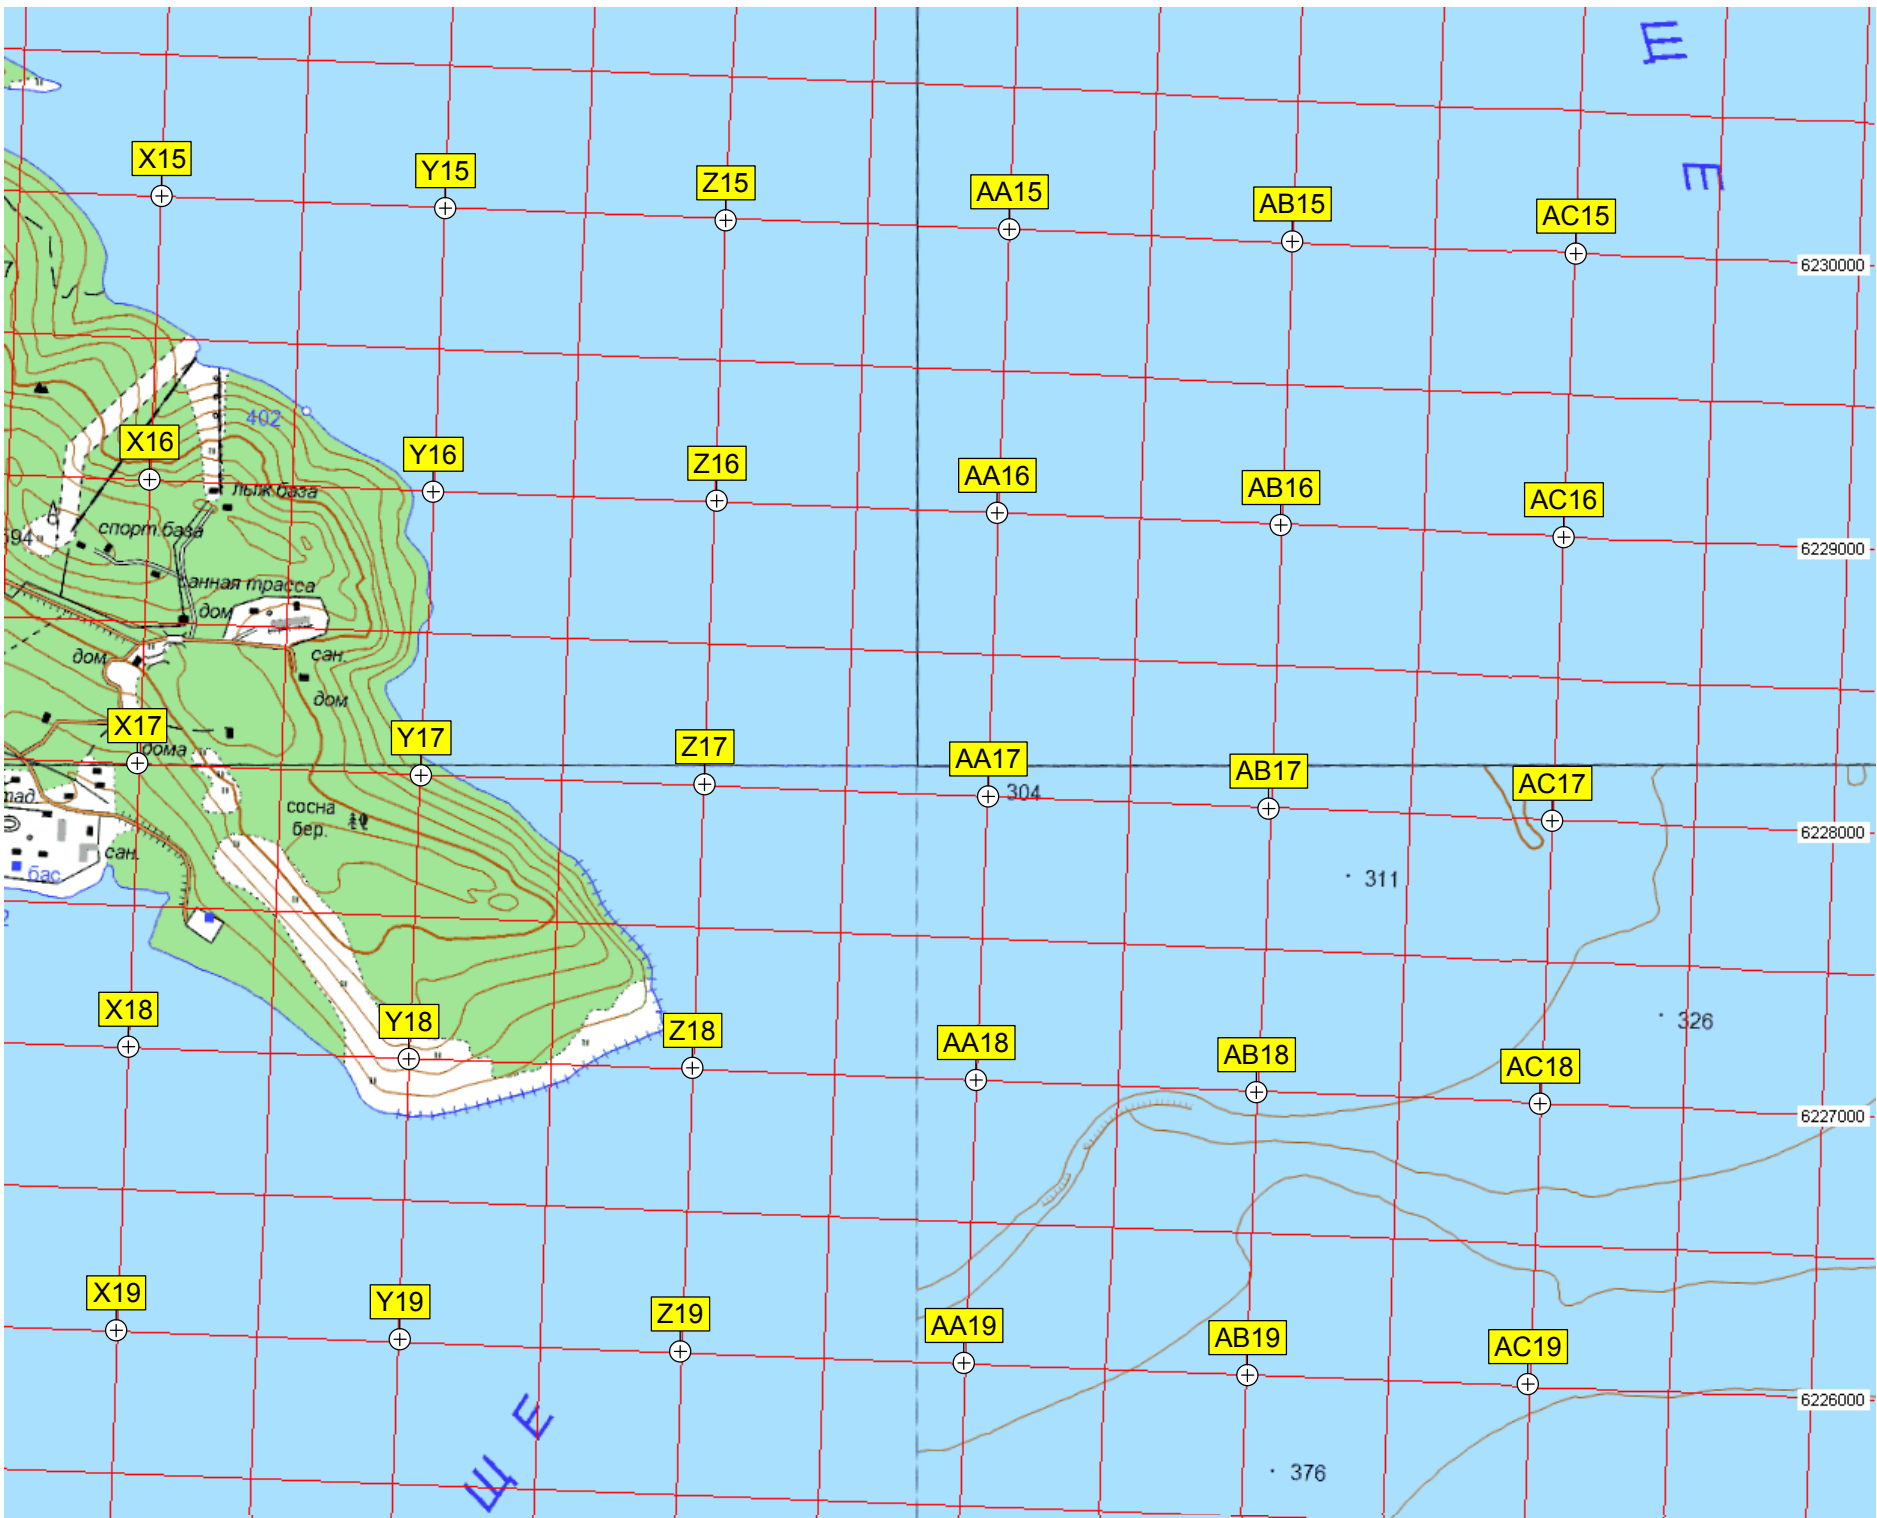 Ш
Е
X15
Y15
Z15
AA15
AB15
AC15
6230000
402
X16
Y16
Z16
AA16
AB16
AC16
лыж.база
спорт.база
6229000
анная трасса
дом
дом
сан.
дом
X17
Y17
Z17
AA17
AB17
AC17
дома
304
сосна
бер.
6228000
сан.
бас.
311
X18
Y18
Z18
AA18
AB18
AC18
326
6227000
X19
Y19
Z19
AA19
AB19
AC19
6226000
Е
Щ
376